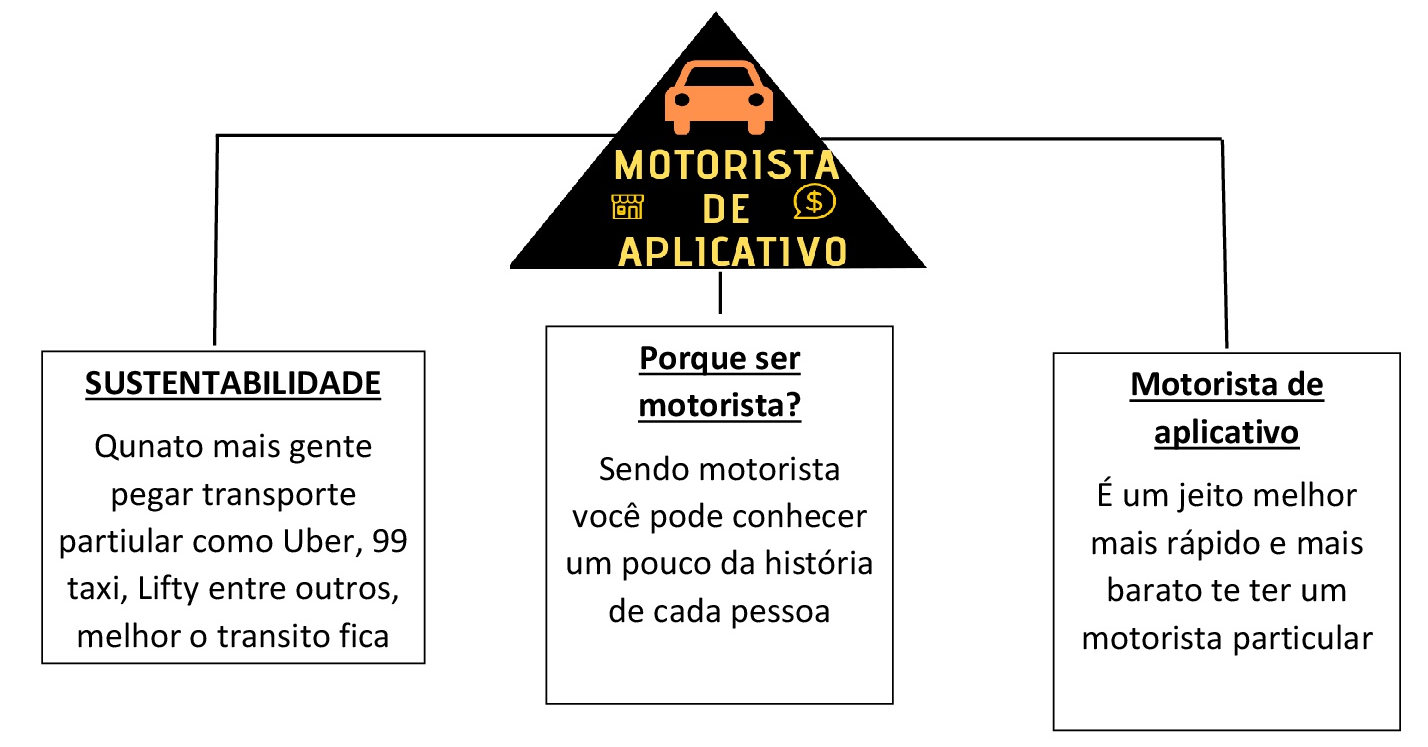 MOTORISTA
DE
$
APLICATIVO
SUSTENTABILIDADE
Qunato mais gente
pegar transporte
partiular como Uber, 99
taxi, Lifty entre outros,
melhor o transito fica
Porque ser
motorista?
Sendo motorista
você pode conhecer
um pouco da história
de cada pessoa
Motorista de
aplicativo
É um jeito melhor
mais rápido e mais
barato te ter um
motorista particular